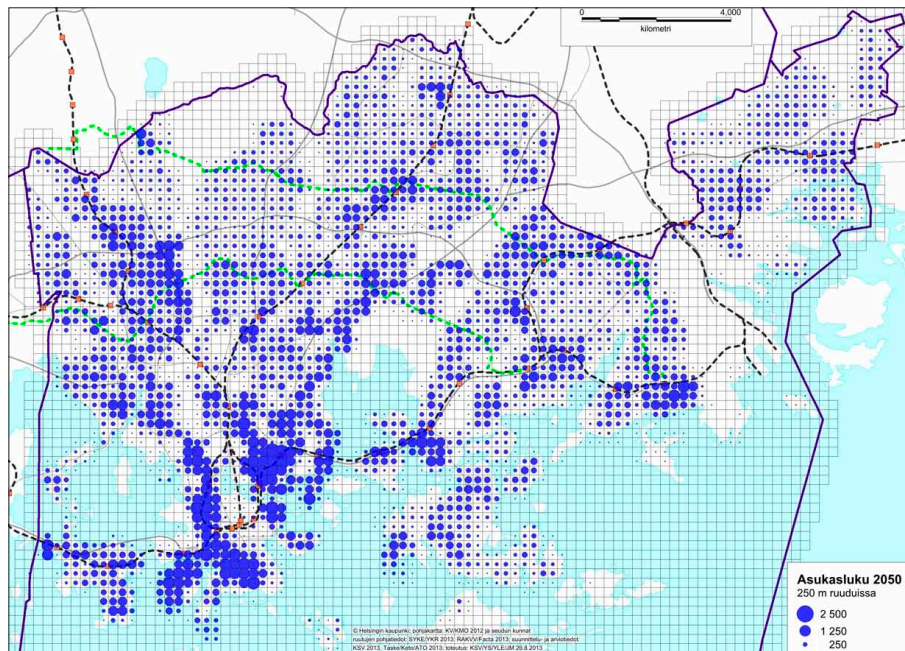 0 4,000
kilometri
Asukasluku 2050
250 m ruuduissa
2 500
1 250
250
© Helsingin kaupunki; pohjakartta: KV/KMO 2012 ja seudun kunnat
ruutujen pohjatiedot: SYKE/YKR 2013; RAKVV/Facta 2013; suunnittelu- ja arviotiedot:
KSV 2013, Taske/Keto/ATO 2013; toteutus: KSV/YS/YLE/JM 26.8.2013